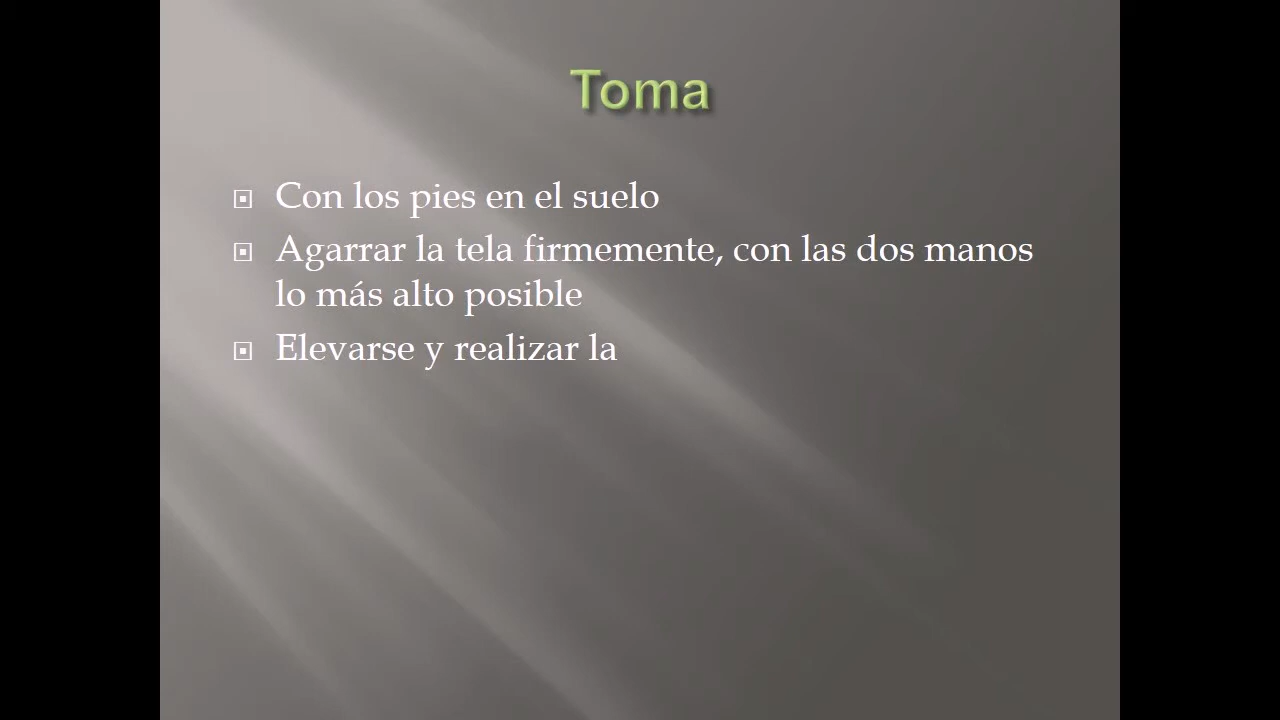 Toma
Con los pies en el suelo
Agarrar la tela firmemente, con las dos manos
lo más alto posible
Elevarse y realizar la